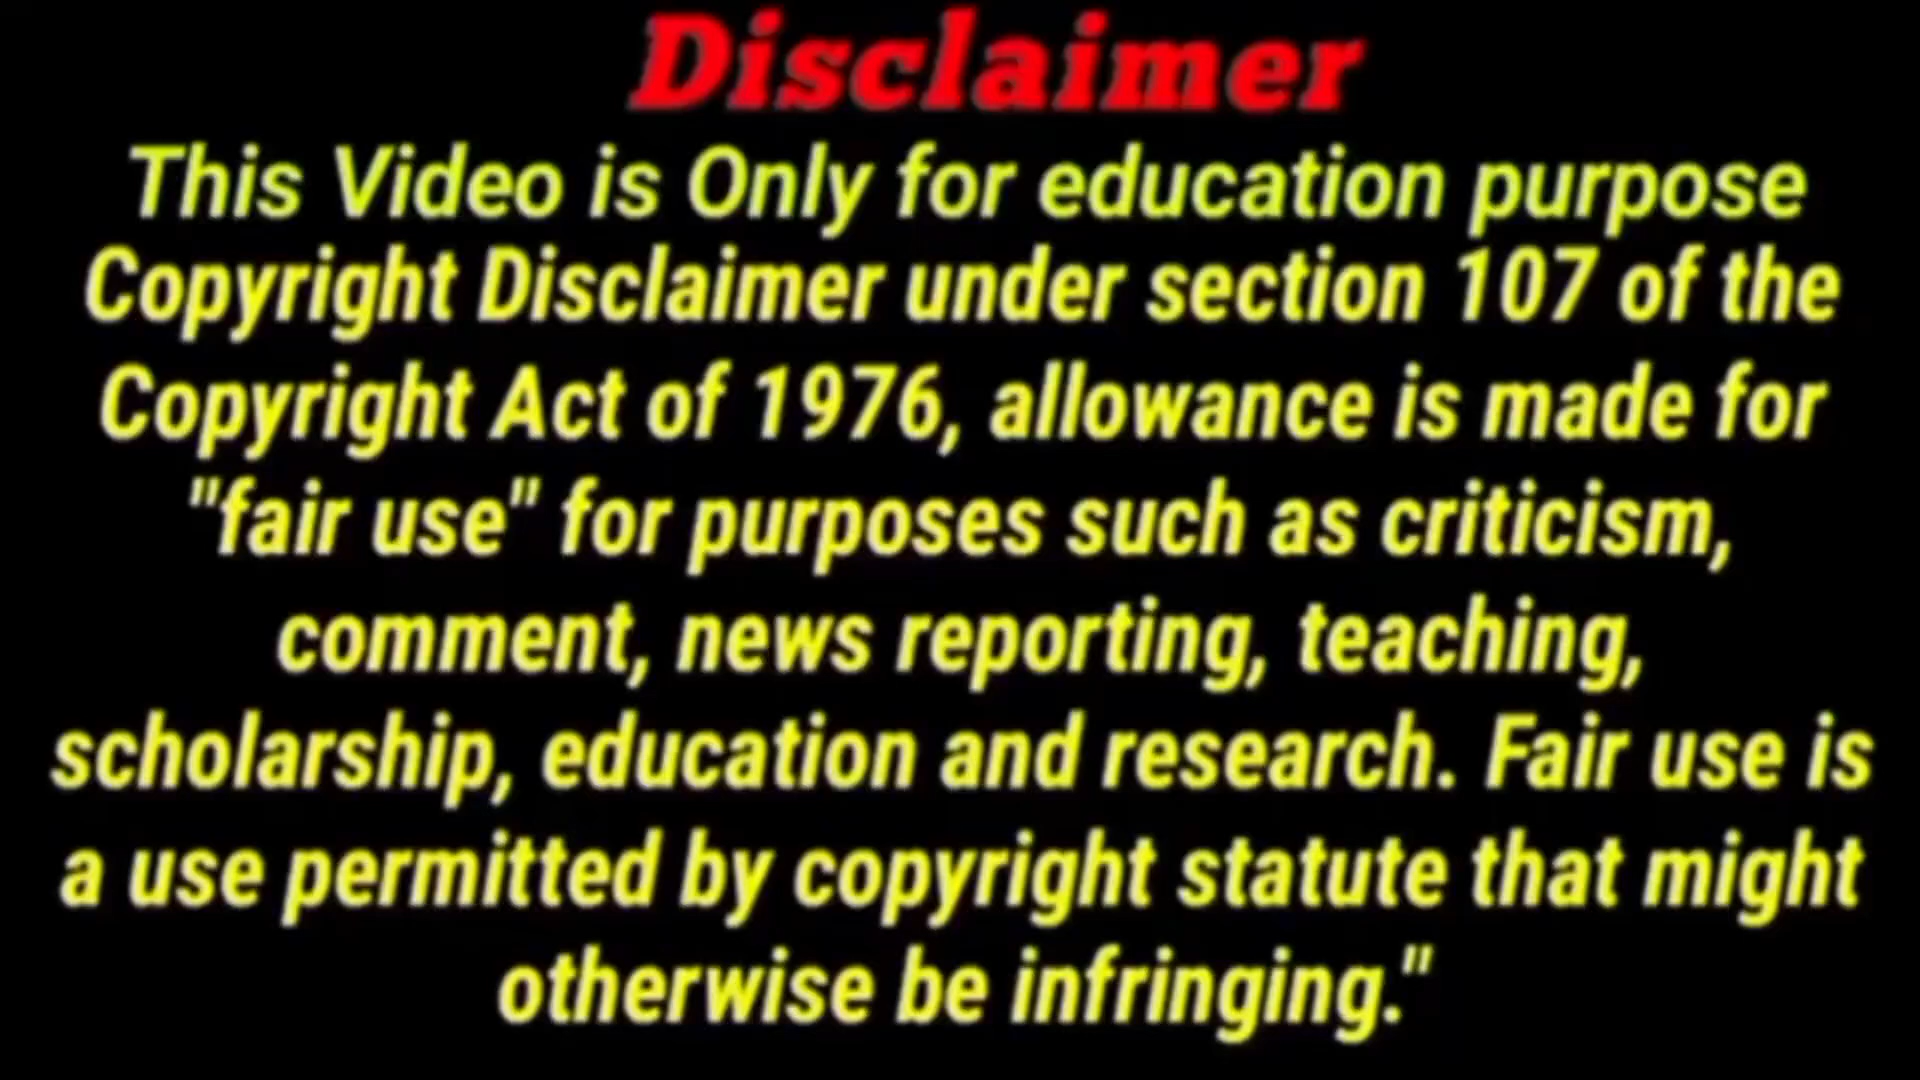 Disclaimer
This Video is Only for education purpose
Copyright Disclaimer under section 107 of the
Copyright Act of 1976, allowance is made for
"fair use" for purposes such as criticism,
comment, news reporting, teaching,
scholarship, education and research. Fair use is
a use permitted by copyright statute that might
otherwise be infringing."